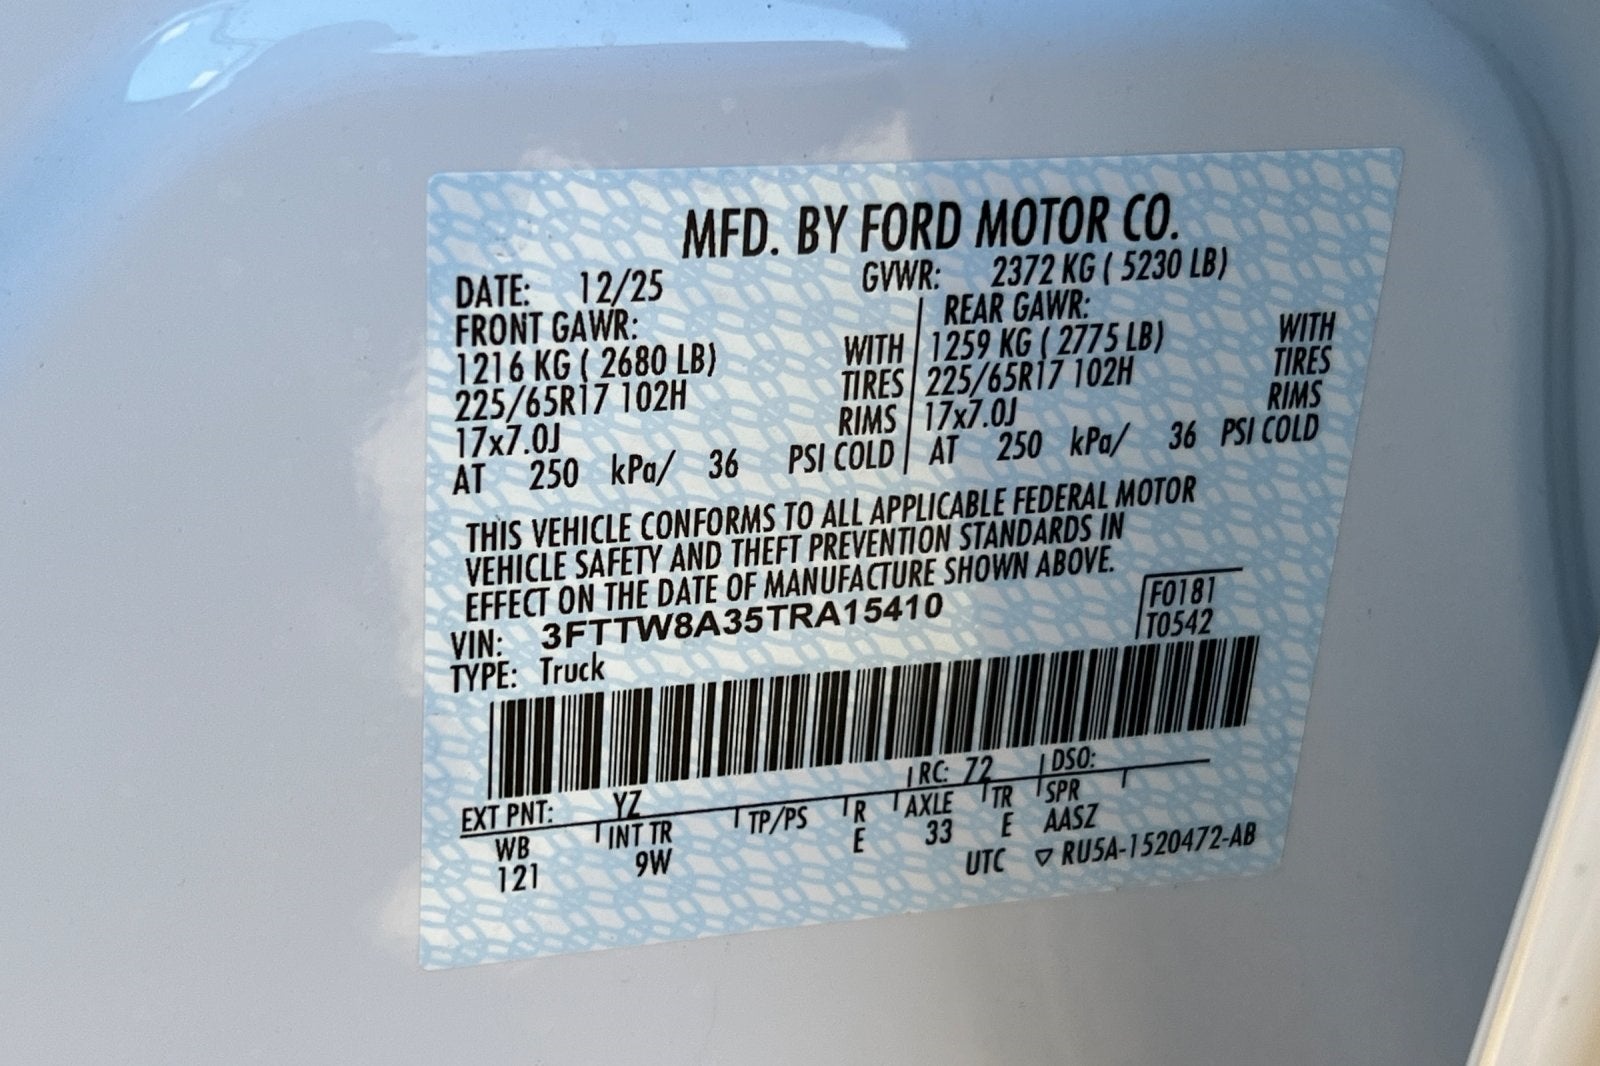 MFD. BY FORD MOTOR CO.
DATE: 12/25 GVWR: 2372 KG ( 5230 LB)
FRONT GAWR: REAR GAWR:
1216 KG ( 2680 LB) WITH 1259 KG ( 2775 LB) WITH
225/65R17 102H TIRES 225/65R17 102H TIRES
17x7.0J RIMS 17x7.0J RIMS
AT 250 kPa/ 36 PSI COLD AT 250 kPa/ 36 PSI COLD
THIS VEHICLE CONFORMS TO ALL APPLICABLE FEDERAL MOTOR
VEHICLE SAFETY AND THEFT PREVENTION STANDARDS IN
EFFECT ON THE DATE OF MANUFACTURE SHOWN ABOVE.
VIN: 3FTTW8A35TRA15410 F0181
TYPE: Truck T0542
EXT PNT: YZ RC: 72 DSO:
WB INT TR TP/PS R AXLE TR SPR
121 9W E 33 E AASZ
UTC ▽ RU5A-1520472-AB